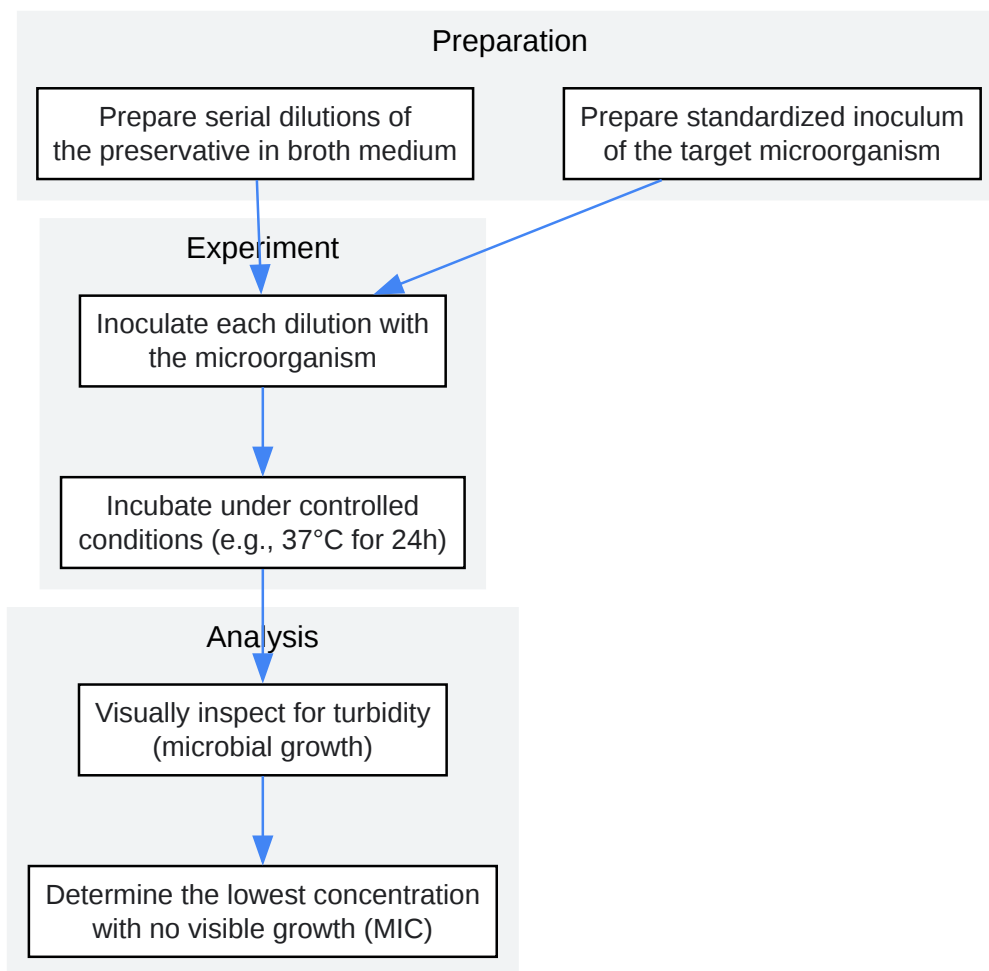 Preparation
Prepare serial dilutions of
the preservative in broth medium
Prepare standardized inoculum
of the target microorganism
Experiment
Inoculate each dilution with
the microorganism
Incubate under controlled
conditions (e.g., 37°C for 24h)
Analysis
Visually inspect for turbidity
(microbial growth)
Determine the lowest concentration
with no visible growth (MIC)